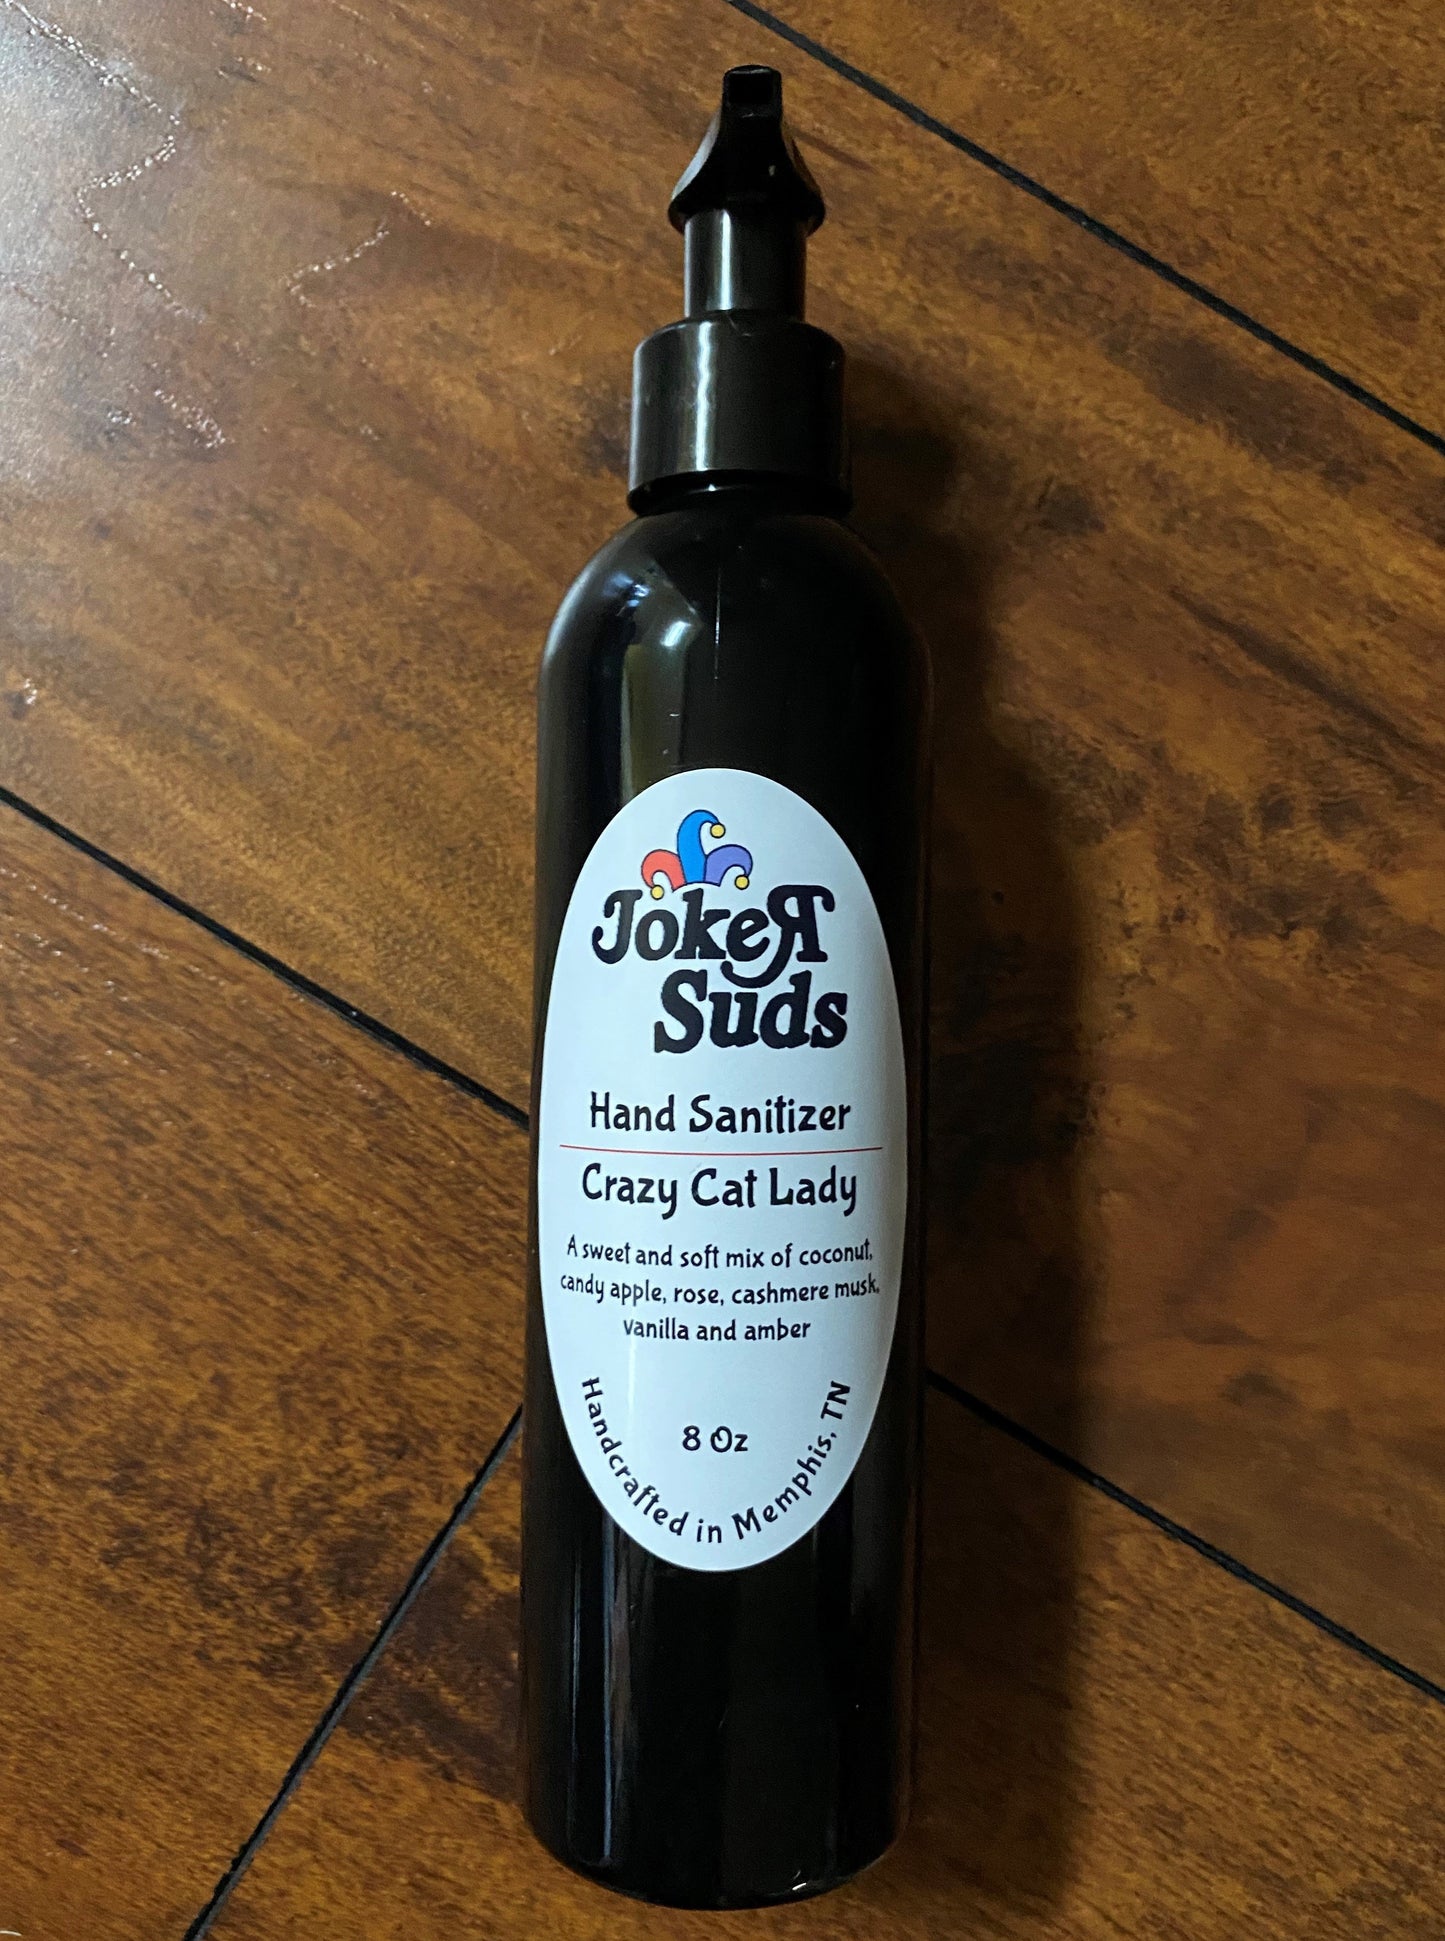 Joker
Suds
Hand Sanitizer
Crazy Cat Lady
A sweet and soft mix of coconut,
candy apple, rose, cashmere musk,
vanilla and amber
8 Oz
Handcrafted in Memphis, TN